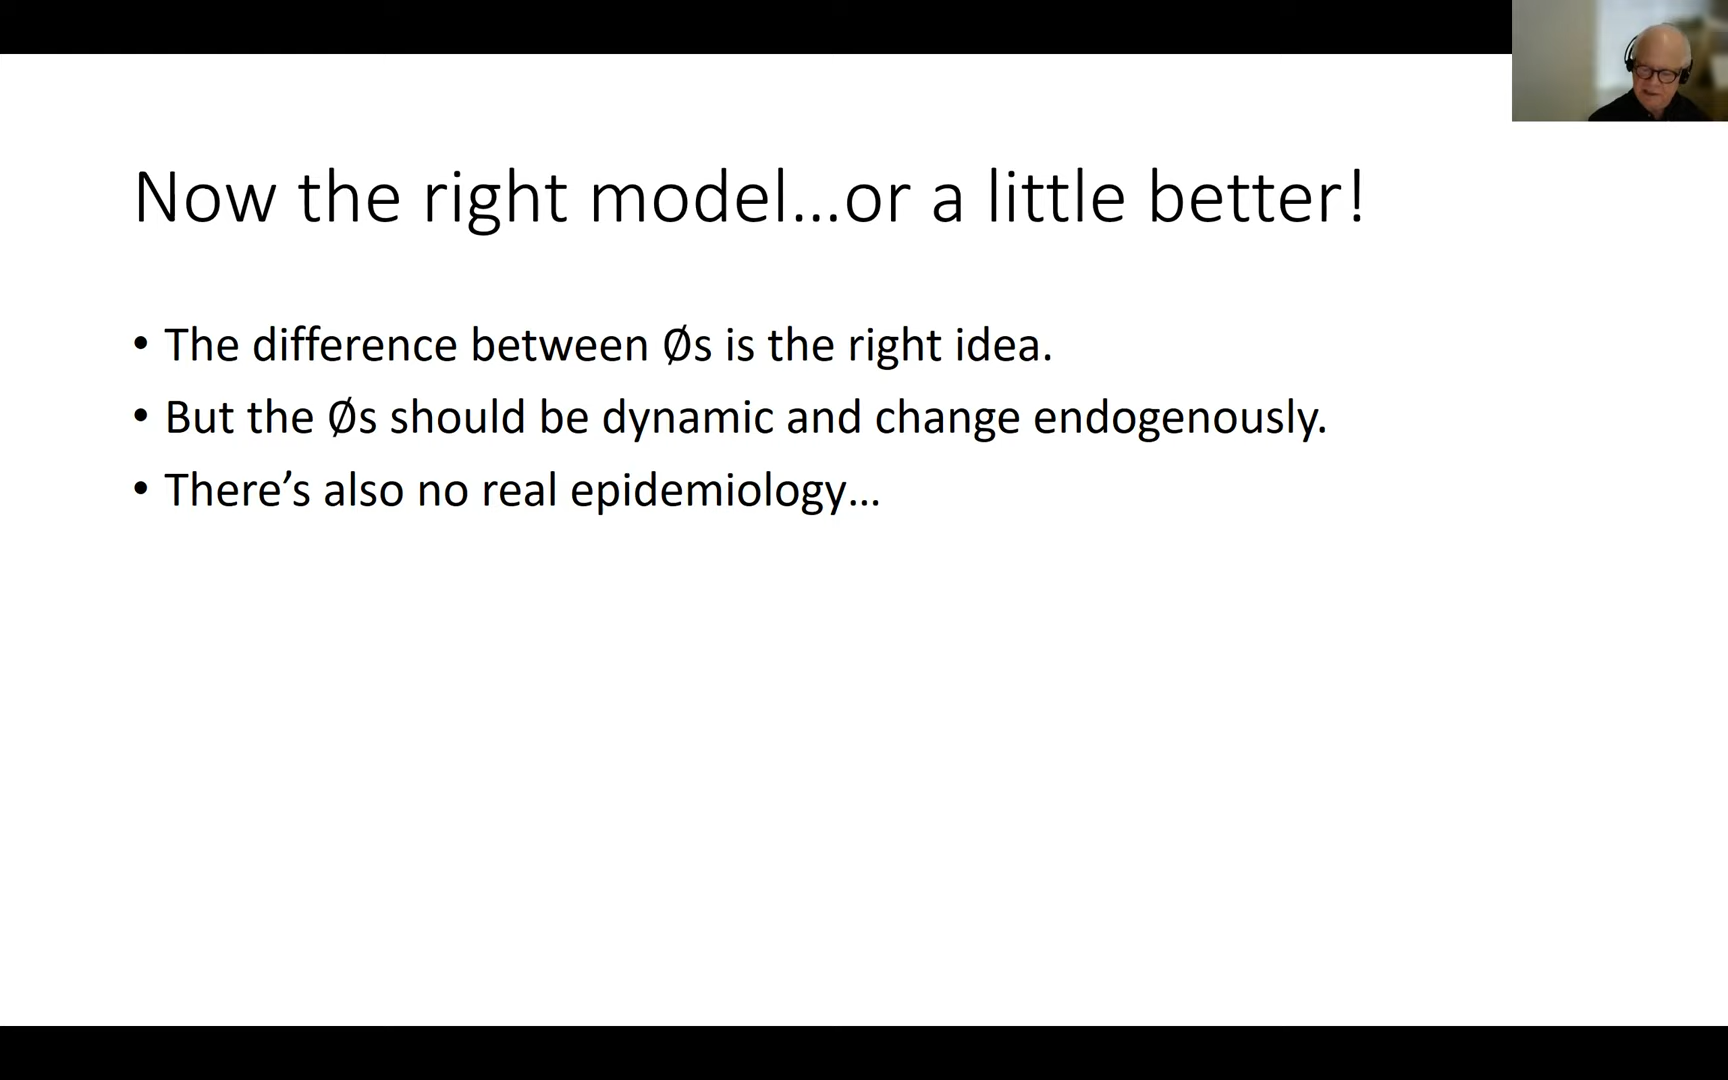 Now the right model…or a little better!
• The difference between Øs is the right idea.
• But the Øs should be dynamic and change endogenously.
• There’s also no real epidemiology…